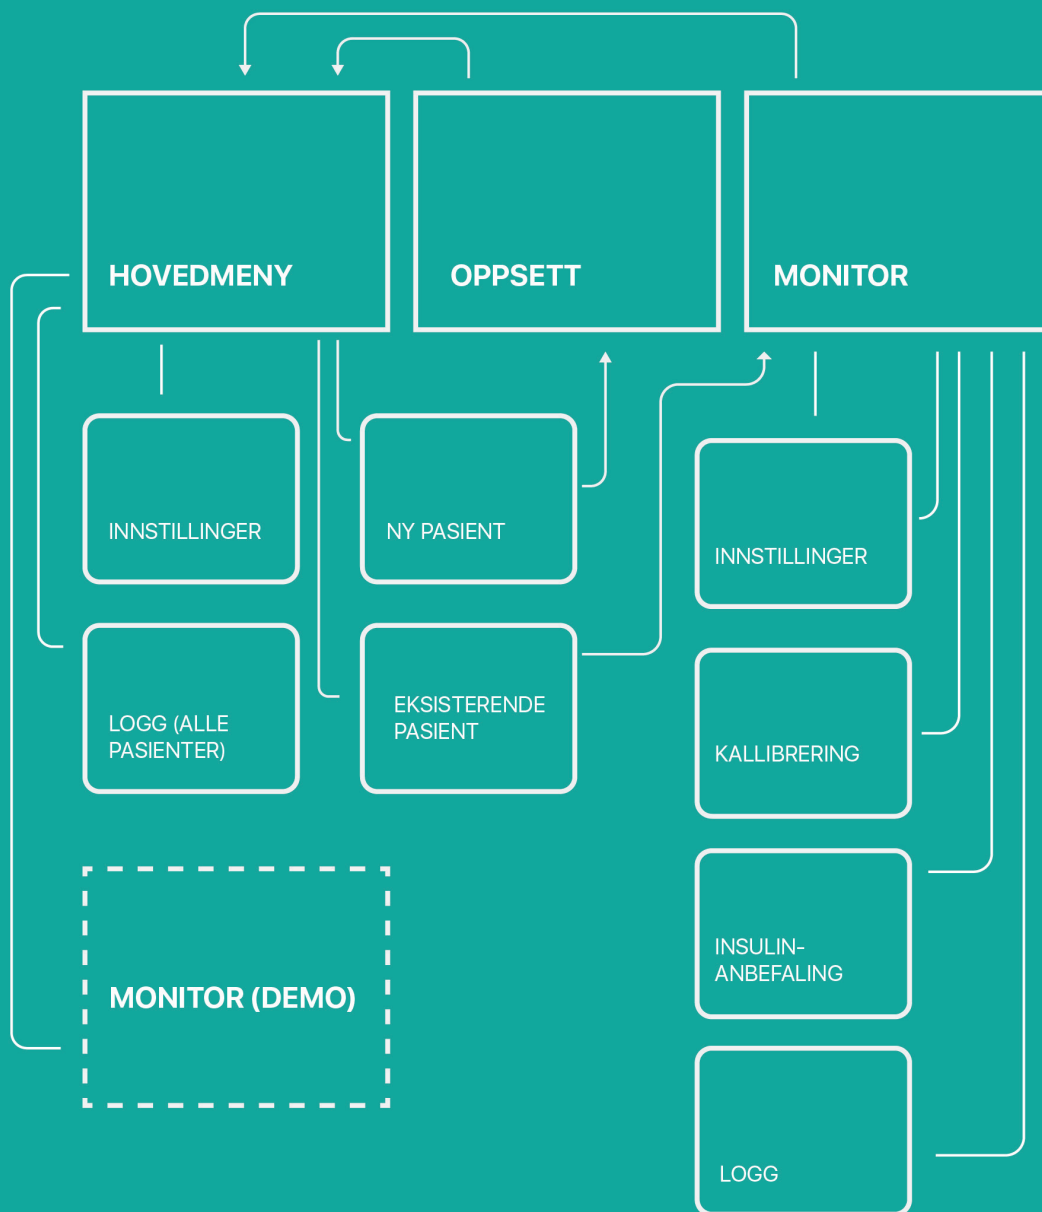 HOVEDMENY
OPPSETT
MONITOR
INNSTILLINGER
NY PASIENT
INNSTILLINGER
LOGG (ALLE
PASIENTER)
EKSISTERENDE
PASIENT
KALLIBRERING
MONITOR (DEMO)
INSULIN-
ANBEFALING
LOGG